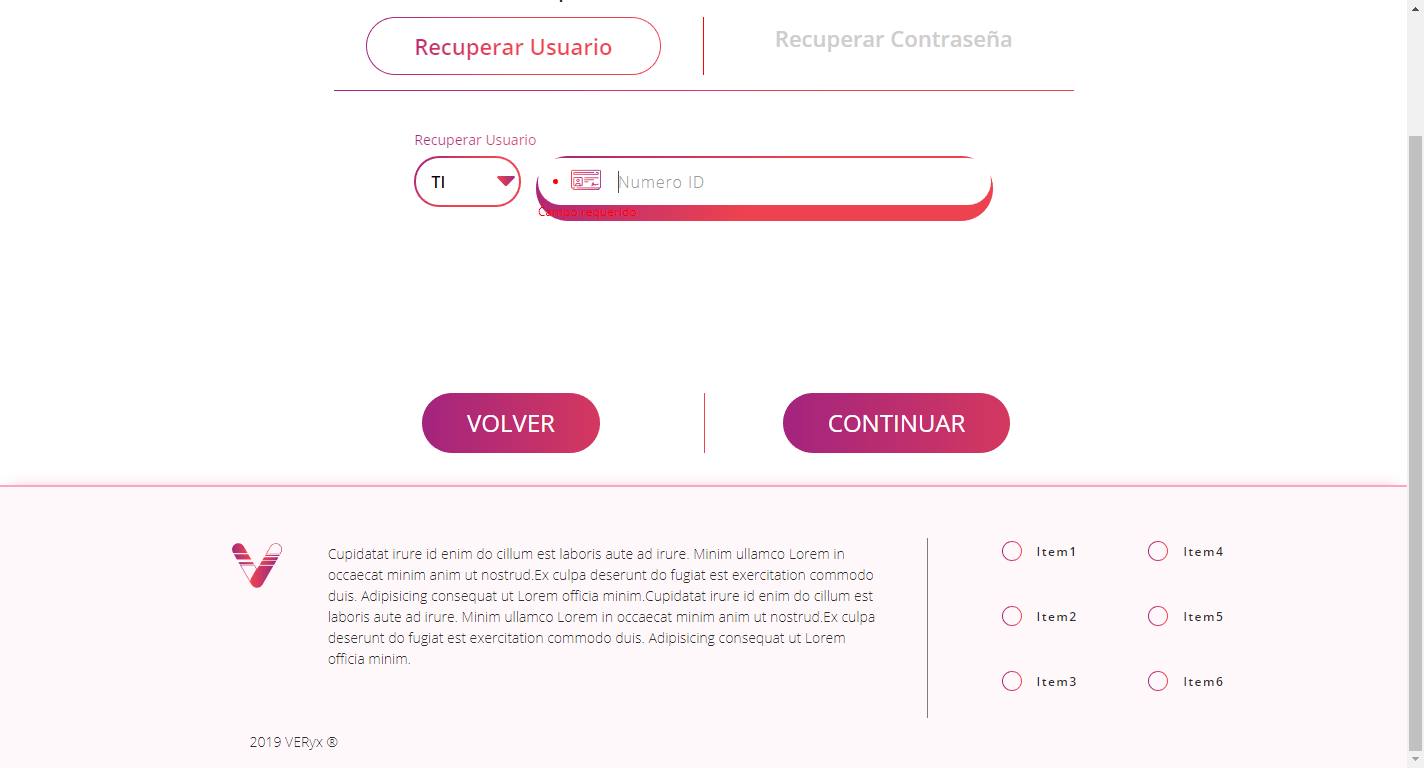 Recuperar Usuario
Recuperar Contraseña
Recuperar Usuario
TI
Numero ID
Campo requerido
VOLVER
CONTINUAR
Cupidatat irure id enim do cillum est laboris aute ad irure. Minim ullamco Lorem in
occaecat minim anim ut nostrud.Ex culpa deserunt do fugiat est exercitation commodo
duis. Adipisicing consequat ut Lorem officia minim.Cupidatat irure id enim do cillum est
laboris aute ad irure. Minim ullamco Lorem in occaecat minim anim ut nostrud.Ex culpa
deserunt do fugiat est exercitation commodo duis. Adipisicing consequat ut Lorem
officia minim.
Item1
Item4
Item2
Item5
Item3
Item6
2019 VERyx ®